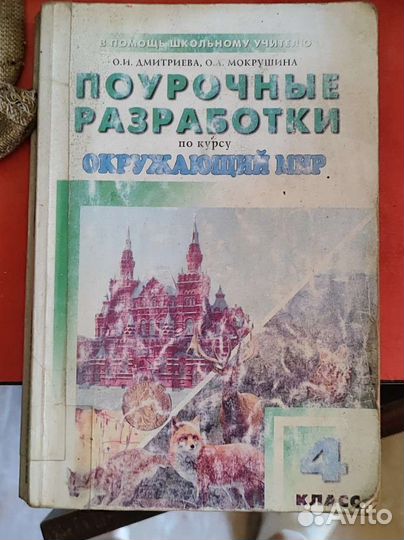 В ПОМОЩЬ ШКОЛЬНОМУ УЧИТЕЛЮ
О.И. ДМИТРИЕВА, О.А. МОКРУШИНА
ПОУРОЧНЫЕ
РАЗРАБОТКИ
по курсу
ОКРУЖАЮЩИЙ МИР
4
КЛАСС
Avito